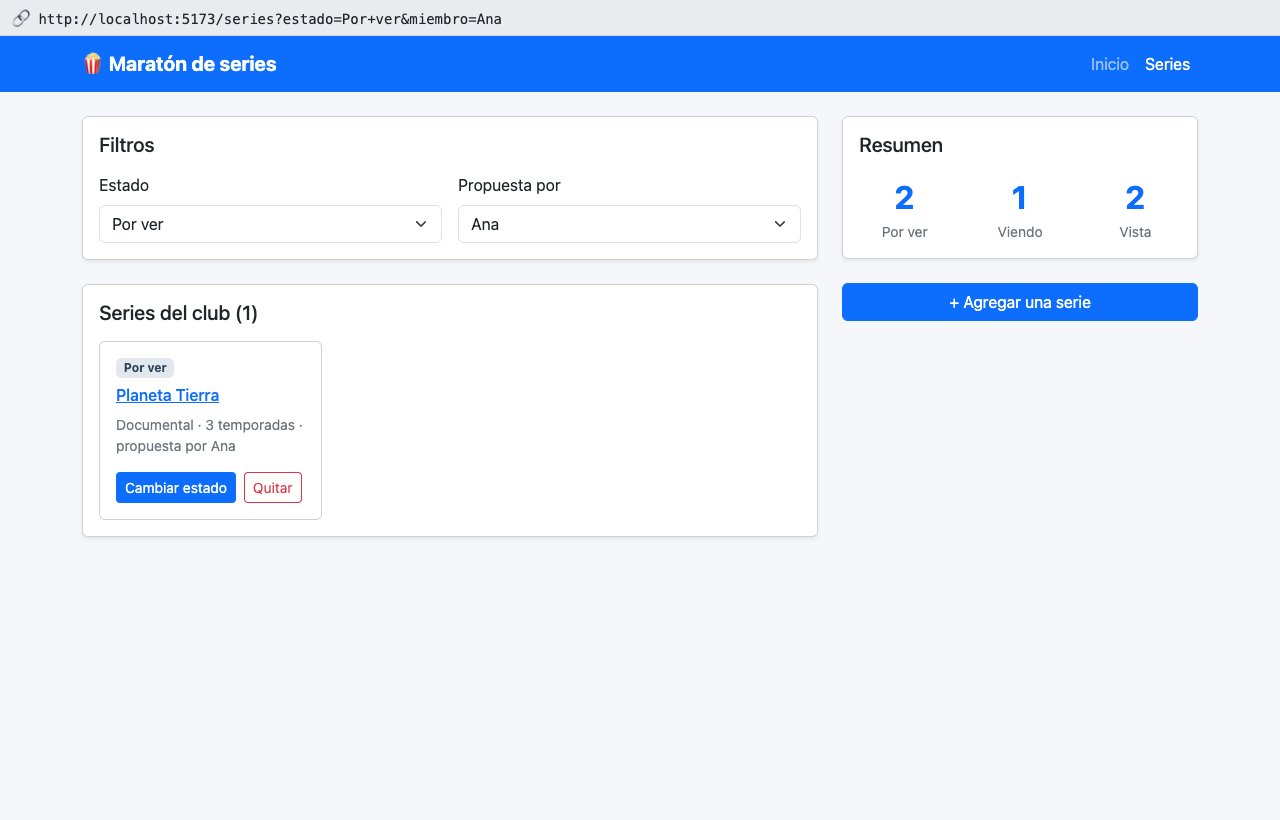 http://localhost:5173/series?estado=Por+ver&miembro=Ana
Maratón de series
Inicio
Series
Filtros
Estado
Propuesta por
Por ver
Ana
Series del club (1)
Por ver
Planeta Tierra
Documental · 3 temporadas ·
propuesta por Ana
Cambiar estado
Quitar
Resumen
2
1
2
Por ver
Viendo
Vista
+ Agregar una serie